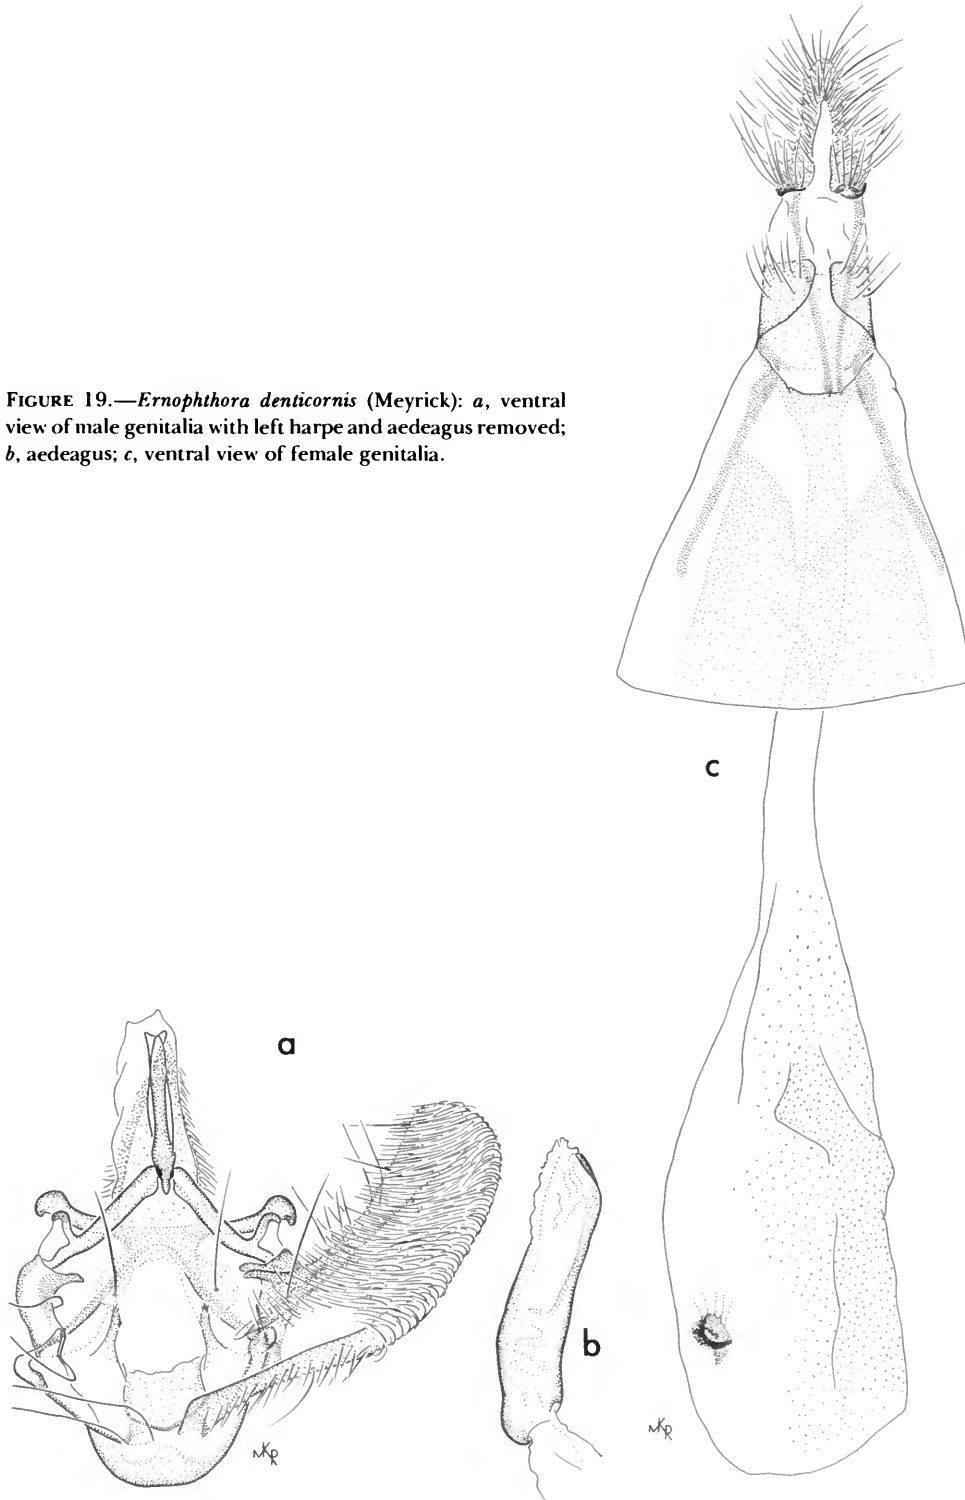 FIGURE 19.—Ernophthora denticornis (Meyrick): a, ventral
view of male genitalia with left harpe and aedeagus removed;
b, aedeagus; c, ventral view of female genitalia.
c
a
b
MKR
MKR